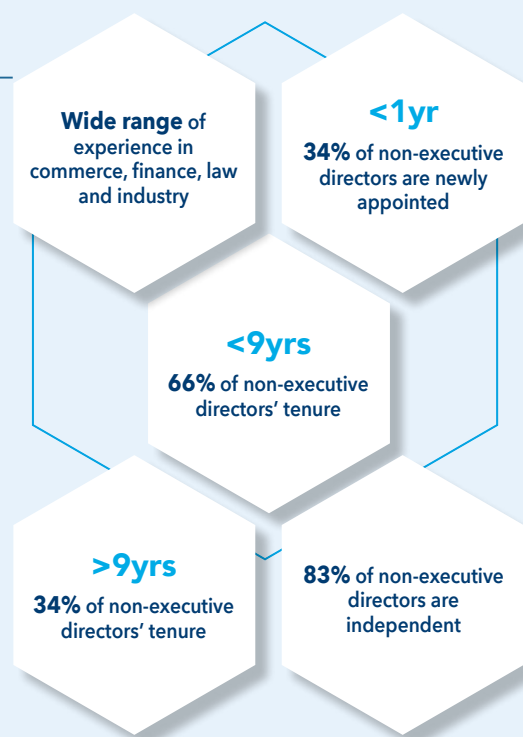 Wide range of
experience in
commerce, finance, law
and industry
<1yr
34% of non-executive
directors are newly
appointed
<9yrs
66% of non-executive
directors’ tenure
>9yrs
34% of non-executive
directors’ tenure
83% of non-executive
directors are
independent